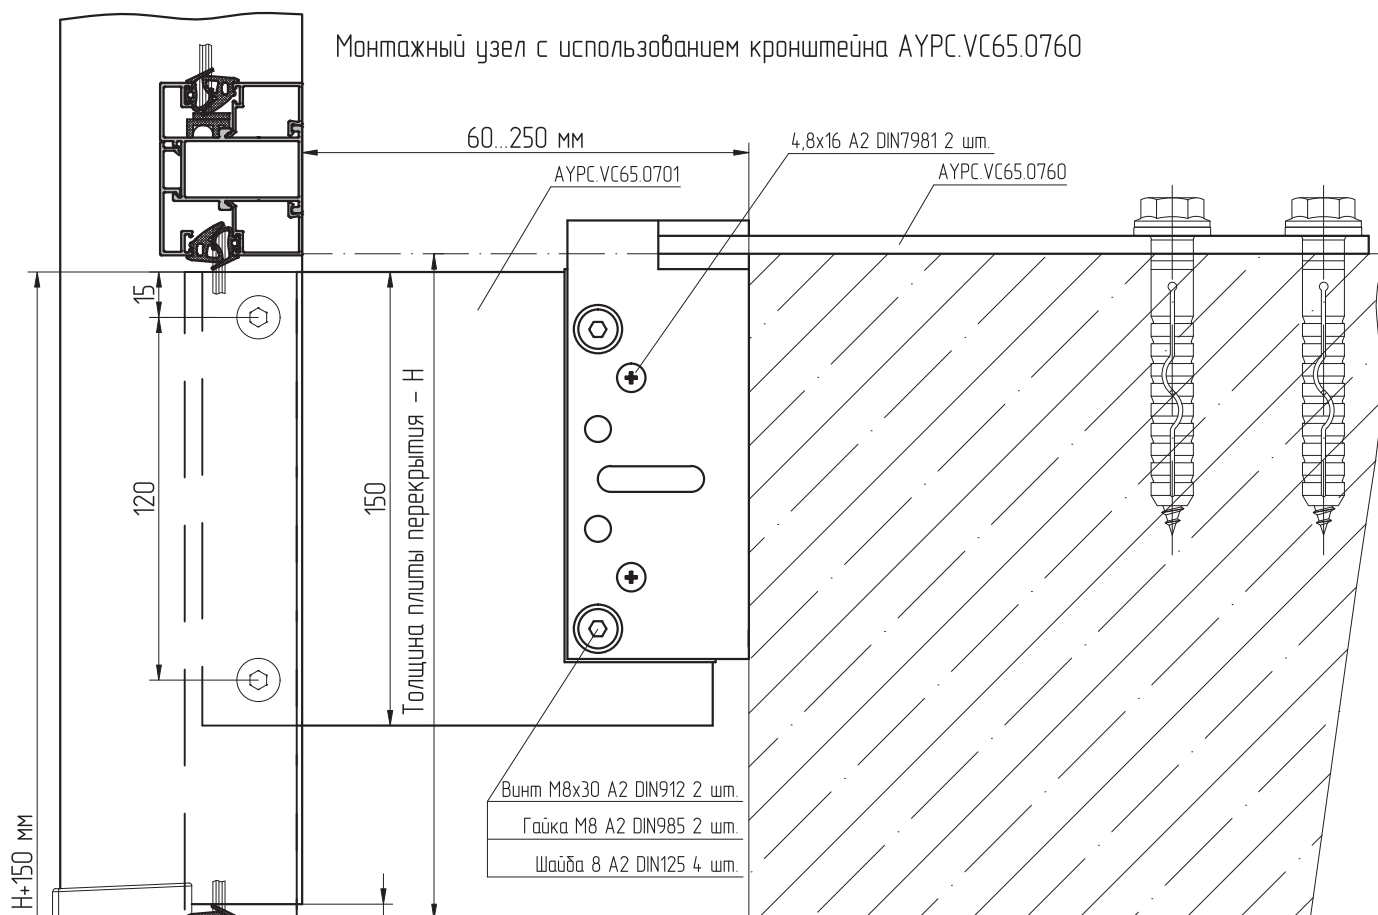 Монтажный узел с использованием кронштейна AYPC.VC65.0760
60...250 мм
4,8x16 A2 DIN7981 2 шт.
AYPC.VC65.0701
AYPC.VC65.0760
15
120
150
Толщина плиты перекрытия - Н
H+150 мм
Винт M8x30 A2 DIN912 2 шт.
Гайка M8 A2 DIN985 2 шт.
Шайба 8 A2 DIN125 4 шт.